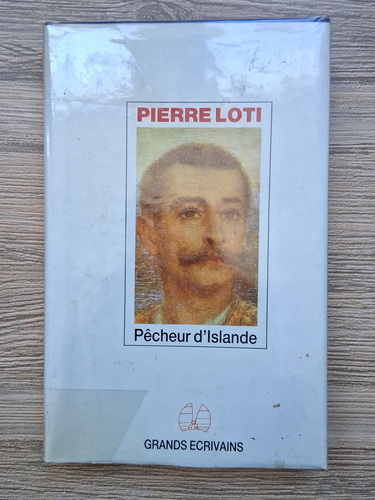 PIERRE LOTI
Pêcheur d'Islande
GRANDS ECRIVAINS